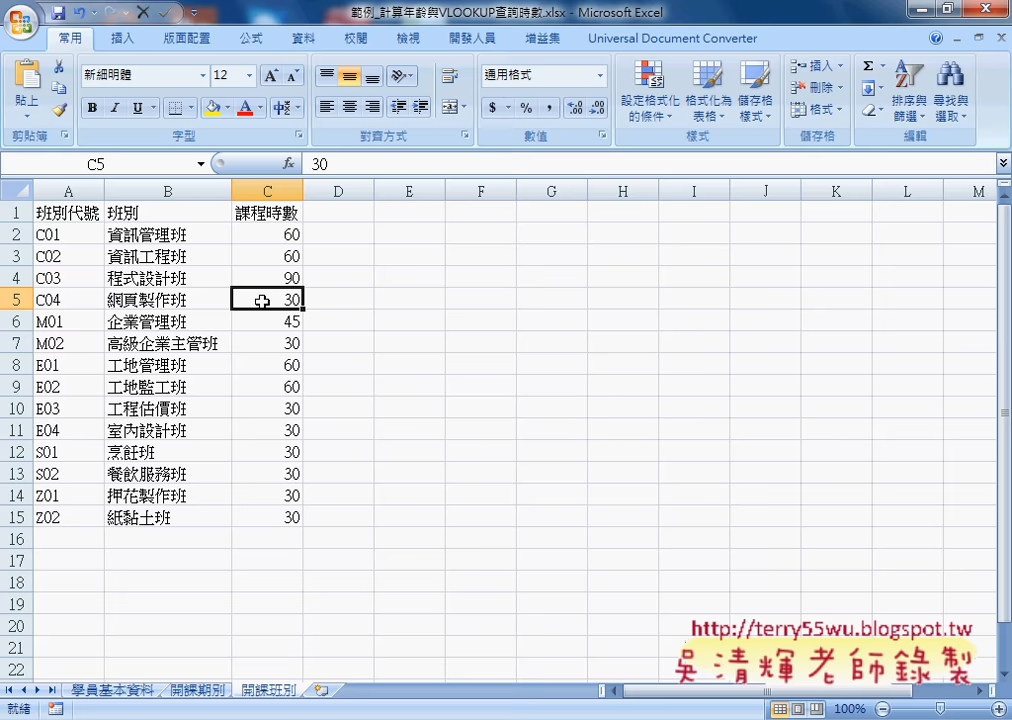 範例_計算年齡與VLOOKUP查詢時數.xlsx - Microsoft Excel
常用 插入 版面配置 公式 資料 校閱 檢視 開發人員 增益集 Universal Document Converter
貼上 新細明體 12 通用格式 設定格式化的條件 格式化為表格 儲存格樣式 插入 刪除 格式 排序與篩選 尋找與選取
剪貼簿 字型 對齊方式 數值 樣式 儲存格 編輯
C5 fx 30
A B C D E F G H I J K L M
1 班別代號 班別 課程時數
2 C01 資訊管理班 60
3 C02 資訊工程班 60
4 C03 程式設計班 90
5 C04 網頁製作班 30
6 M01 企業管理班 45
7 M02 高級企業主管班 30
8 E01 工地管理班 60
9 E02 工地監工班 60
10 E03 工程估價班 30
11 E04 室內設計班 30
12 S01 烹飪班 30
13 S02 餐飲服務班 30
14 Z01 押花製作班 30
15 Z02 紙黏土班 30
16
17
18
19
20
21
22
http://terry55wu.blogspot.tw
吳清輝老師錄製
學員基本資料 開課期別 開課班別
就緒 100%